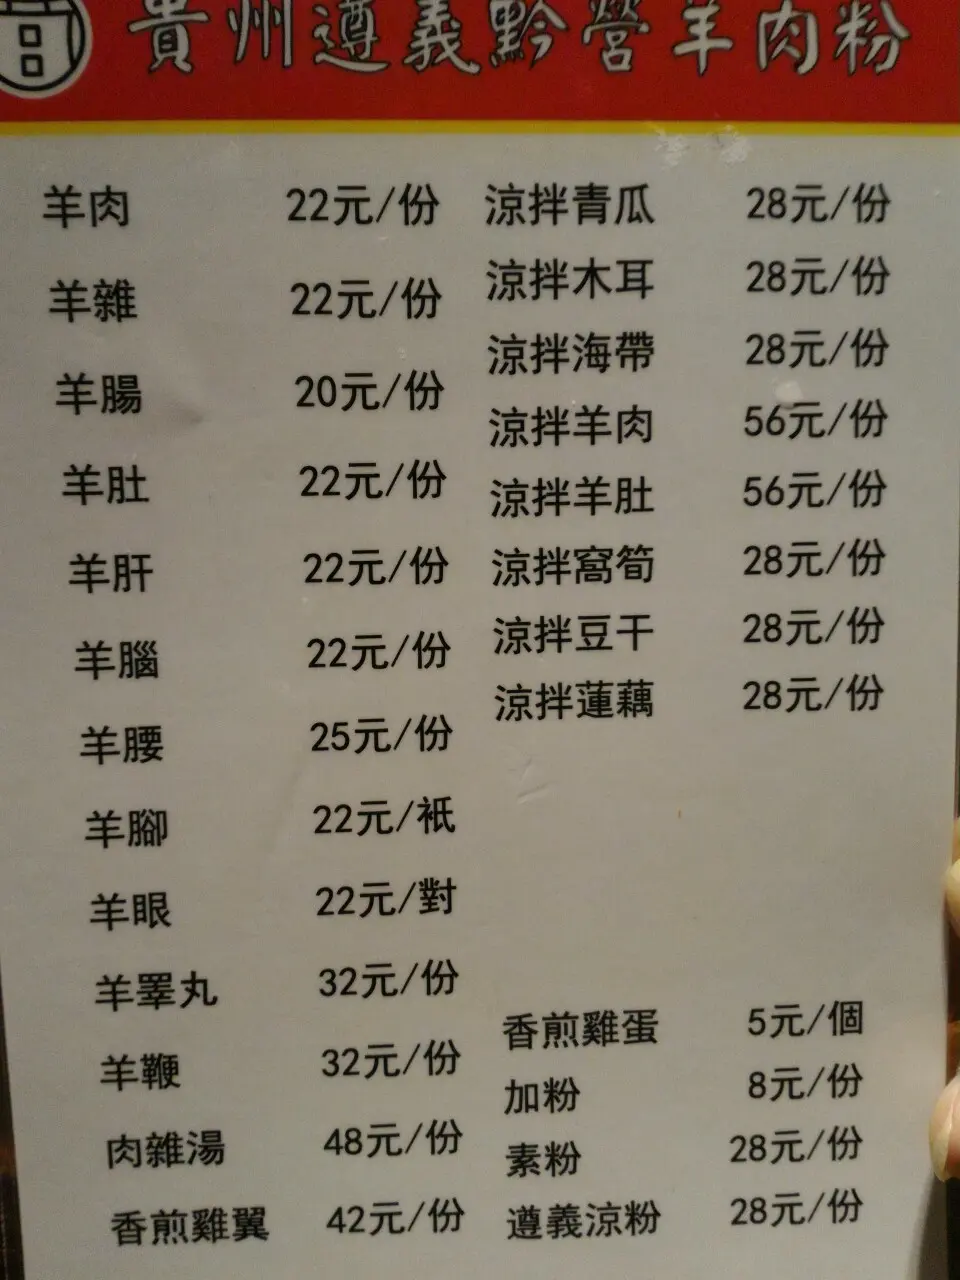 貴州遵義黔營羊肉粉
羊肉 22元/份
羊雜 22元/份
羊腸 20元/份
羊肚 22元/份
羊肝 22元/份
羊腦 22元/份
羊腰 25元/份
羊腳 22元/衹
羊眼 22元/對
羊睪丸 32元/份
羊鞭 32元/份
肉雜湯 48元/份
香煎雞翼 42元/份
涼拌青瓜 28元/份
涼拌木耳 28元/份
涼拌海帶 28元/份
涼拌羊肉 56元/份
涼拌羊肚 56元/份
涼拌窩筍 28元/份
涼拌豆干 28元/份
涼拌蓮藕 28元/份
香煎雞蛋 5元/個
加粉 8元/份
素粉 28元/份
遵義涼粉 28元/份